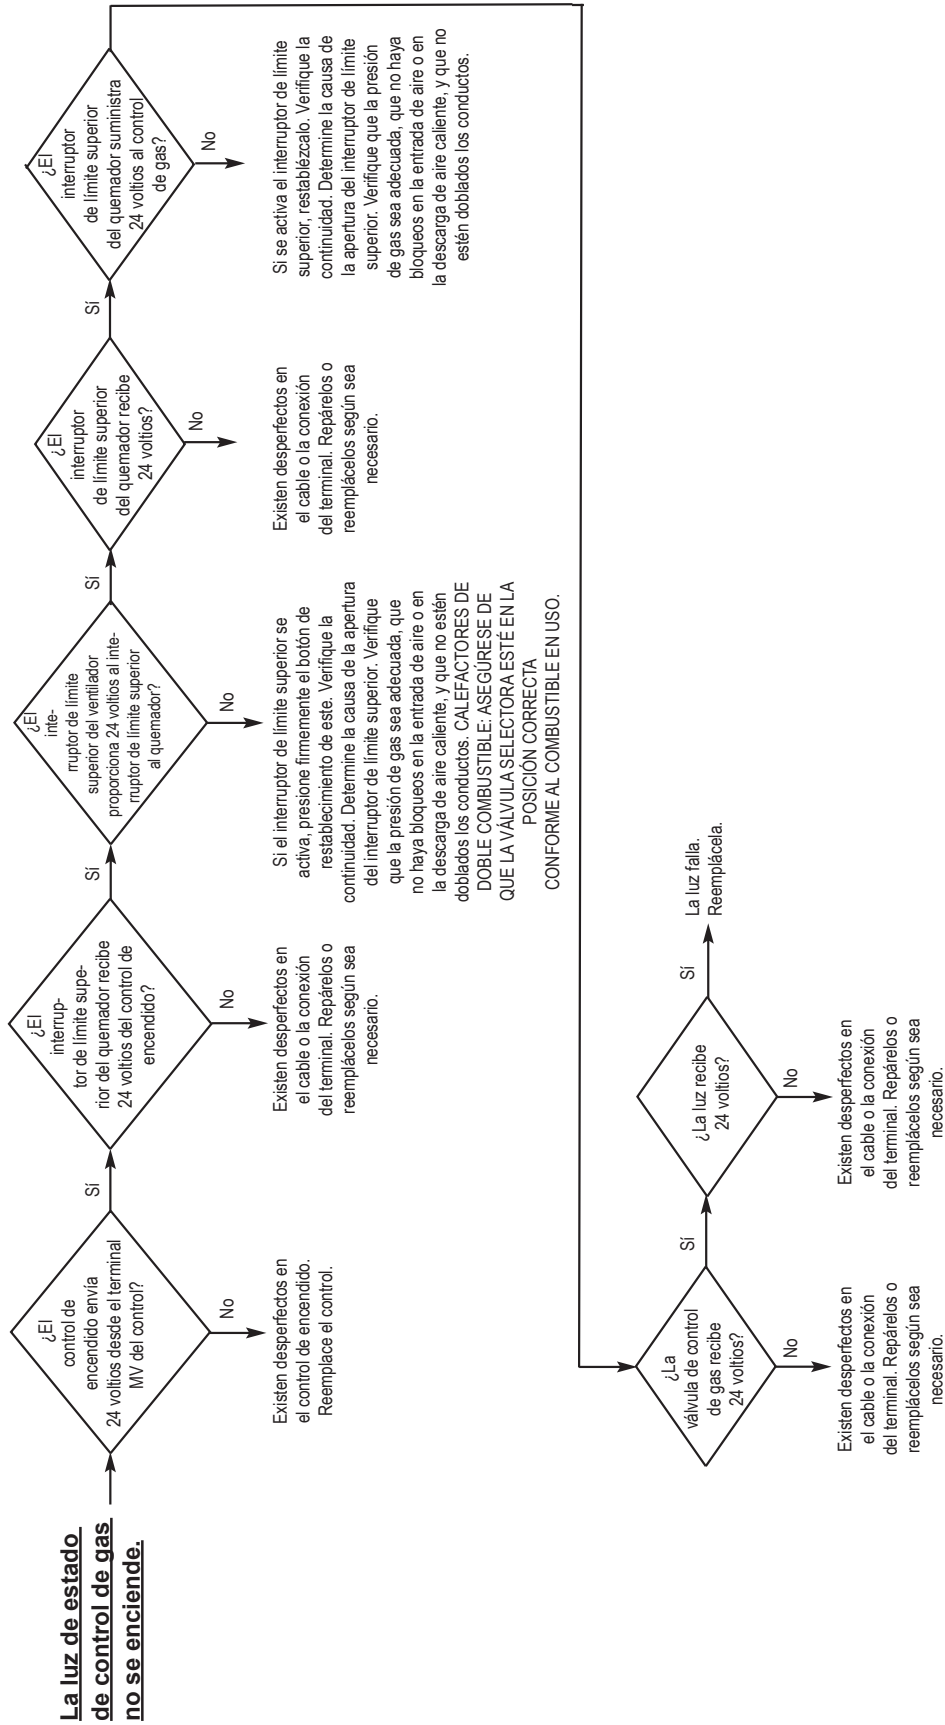 La luz de estado
de control de gas
no se enciende.
¿El
control de
encendido envía
24 voltios desde el terminal
MV del control?
Sí
No
Existen desperfectos en
el control de encendido.
Reemplace el control.
¿El
interrup-
tor de límite supe-
rior del quemador recibe
24 voltios del control de
encendido?
Sí
No
Existen desperfectos en
el cable o la conexión
del terminal. Repárelos o
reemplácelos según sea
necesario.
¿El
inte-
rruptor de límite
superior del ventilador
proporciona 24 voltios al inte-
rruptor de límite superior
al quemador?
Sí
No
Si el interruptor de límite superior se
activa, presione firmemente el botón de
restablecimiento de este. Verifique la
continuidad. Determine la causa de la apertura
del interruptor de límite superior. Verifique
que la presión de gas sea adecuada, que
no haya bloqueos en la entrada de aire o en
la descarga de aire caliente, y que no estén
doblados los conductos. CALEFACTORES DE
DOBLE COMBUSTIBLE: ASEGÚRESE DE
QUE LA VÁLVULA SELECTORA ESTÉ EN LA
POSICIÓN CORRECTA
CONFORME AL COMBUSTIBLE EN USO.
¿El
interruptor
de límite superior
del quemador recibe
24 voltios?
Sí
No
Existen desperfectos en
el cable o la conexión
del terminal. Repárelos o
reemplácelos según sea
necesario.
¿El
interruptor
de límite superior
del quemador suministra
24 voltios al control
de gas?
No
Si se activa el interruptor de límite
superior, restablézcalo. Verifique la
continuidad. Determine la causa de
la apertura del interruptor de límite
superior. Verifique que la presión
de gas sea adecuada, que no haya
bloqueos en la entrada de aire o en
la descarga de aire caliente, y que no
estén doblados los conductos.
¿La
válvula de control
de gas recibe
24 voltios?
Sí
No
Existen desperfectos en
el cable o la conexión
del terminal. Repárelos o
reemplácelos según sea
necesario.
¿La luz recibe
24 voltios?
Sí
No
Existen desperfectos en
el cable o la conexión
del terminal. Repárelos o
reemplácelos según sea
necesario.
La luz falla.
Reemplácela.